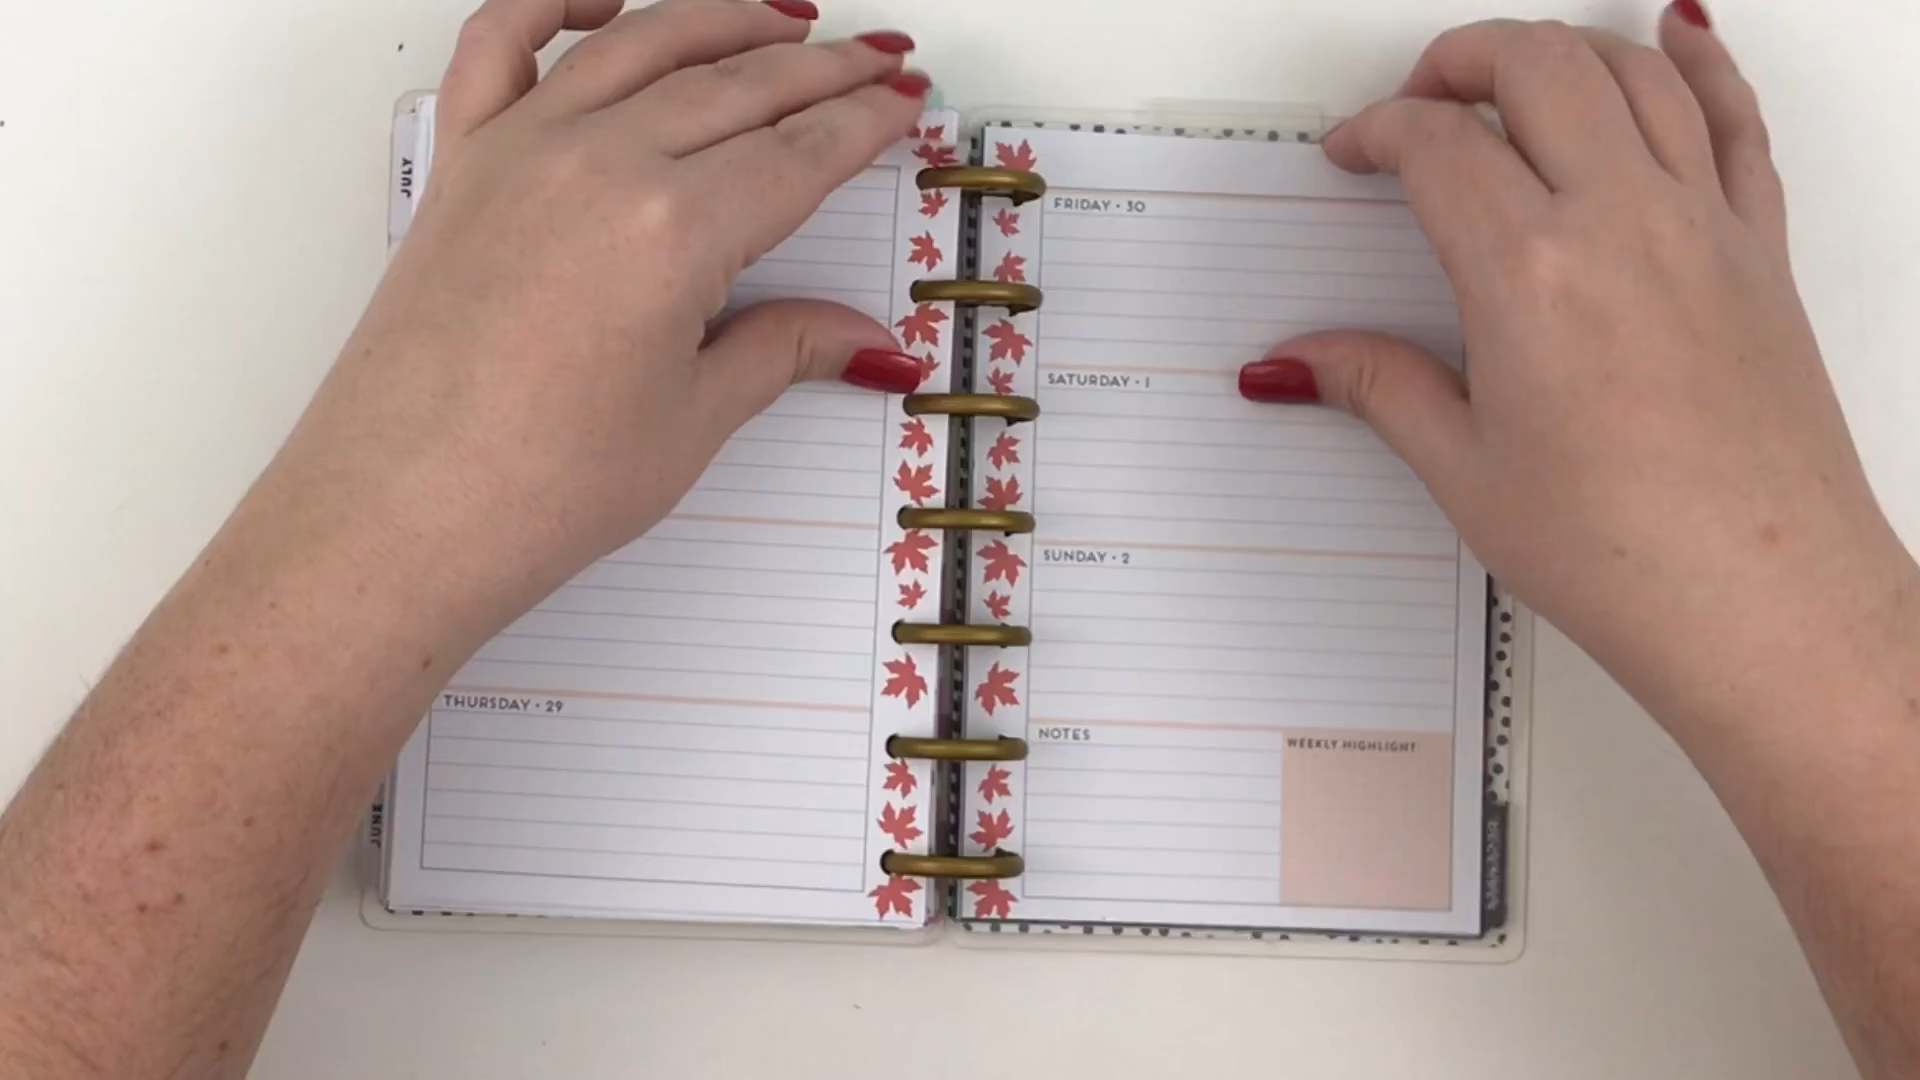 JULY
FRIDAY • 30
SATURDAY • 1
SUNDAY • 2
THURSDAY • 29
NOTES
WEEKLY HIGHLIGHT:
JUNE